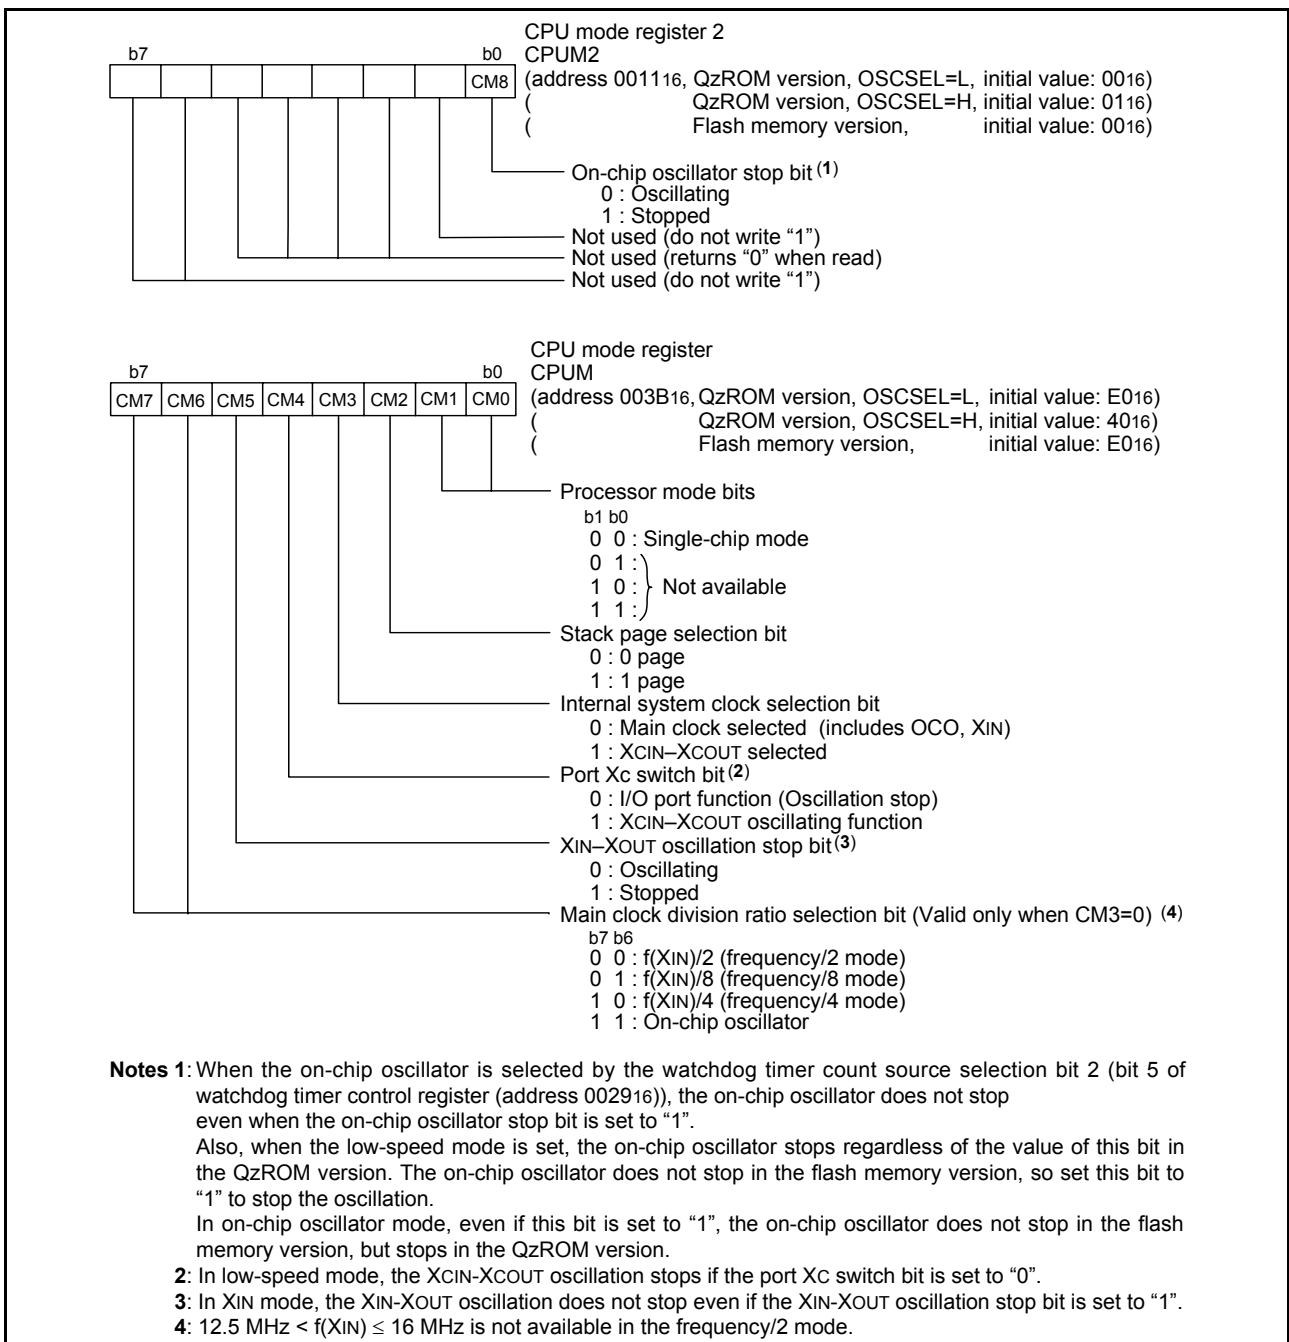 CPU mode register 2
b7 b0 CPUM2
CM8 (address 001116, QzROM version, OSCSEL=L, initial value: 0016)
( QzROM version, OSCSEL=H, initial value: 0116)
( Flash memory version, initial value: 0016)
On-chip oscillator stop bit (1)
0 : Oscillating
1 : Stopped
Not used (do not write “1”)
Not used (returns “0” when read)
Not used (do not write “1”)
CPU mode register
b7 b0 CPUM
CM7 CM6 CM5 CM4 CM3 CM2 CM1 CM0 (address 003B16, QzROM version, OSCSEL=L, initial value: E016)
( QzROM version, OSCSEL=H, initial value: 4016)
( Flash memory version, initial value: E016)
Processor mode bits
b1 b0
0 0 : Single-chip mode
0 1 :
1 0 : Not available
1 1 :
Stack page selection bit
0 : 0 page
1 : 1 page
Internal system clock selection bit
0 : Main clock selected (includes OCO, XIN)
1 : XCIN–XCOUT selected
Port Xc switch bit (2)
0 : I/O port function (Oscillation stop)
1 : XCIN–XCOUT oscillating function
XIN–XOUT oscillation stop bit (3)
0 : Oscillating
1 : Stopped
Main clock division ratio selection bit (Valid only when CM3=0) (4)
b7 b6
0 0 : f(XIN)/2 (frequency/2 mode)
0 1 : f(XIN)/8 (frequency/8 mode)
1 0 : f(XIN)/4 (frequency/4 mode)
1 1 : On-chip oscillator
Notes 1: When the on-chip oscillator is selected by the watchdog timer count source selection bit 2 (bit 5 of
watchdog timer control register (address 002916)), the on-chip oscillator does not stop
even when the on-chip oscillator stop bit is set to “1”.
Also, when the low-speed mode is set, the on-chip oscillator stops regardless of the value of this bit in
the QzROM version. The on-chip oscillator does not stop in the flash memory version, so set this bit to
“1” to stop the oscillation.
In on-chip oscillator mode, even if this bit is set to “1”, the on-chip oscillator does not stop in the flash
memory version, but stops in the QzROM version.
2: In low-speed mode, the XCIN-XCOUT oscillation stops if the port XC switch bit is set to “0”.
3: In XIN mode, the XIN-XOUT oscillation does not stop even if the XIN-XOUT oscillation stop bit is set to “1”.
4: 12.5 MHz < f(XIN) ≤ 16 MHz is not available in the frequency/2 mode.